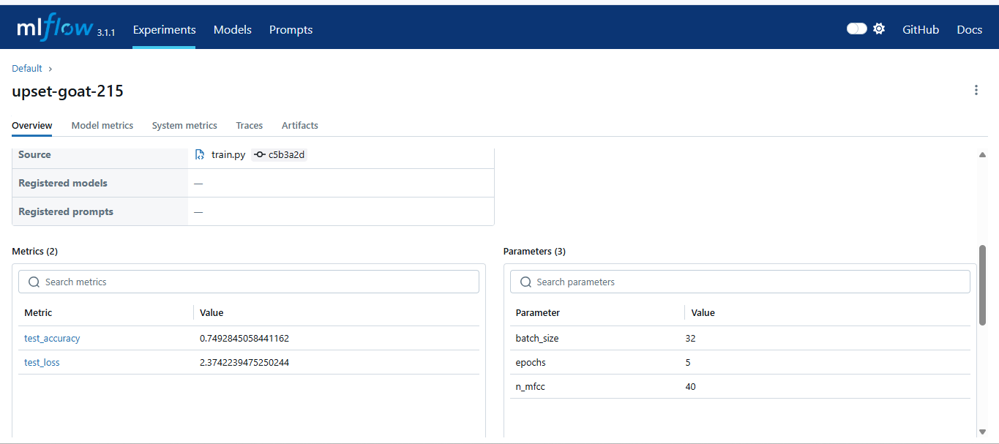 mlflow 3.1.1 Experiments Models Prompts GitHub Docs
Default
upset-goat-215
Overview Model metrics System metrics Traces Artifacts
Source train.py c5b3a2d
Registered models —
Registered prompts —
Metrics (2)
Search metrics
Metric Value
test_accuracy 0.7492845058441162
test_loss 2.3742239475250244
Parameters (3)
Search parameters
Parameter Value
batch_size 32
epochs 5
n_mfcc 40